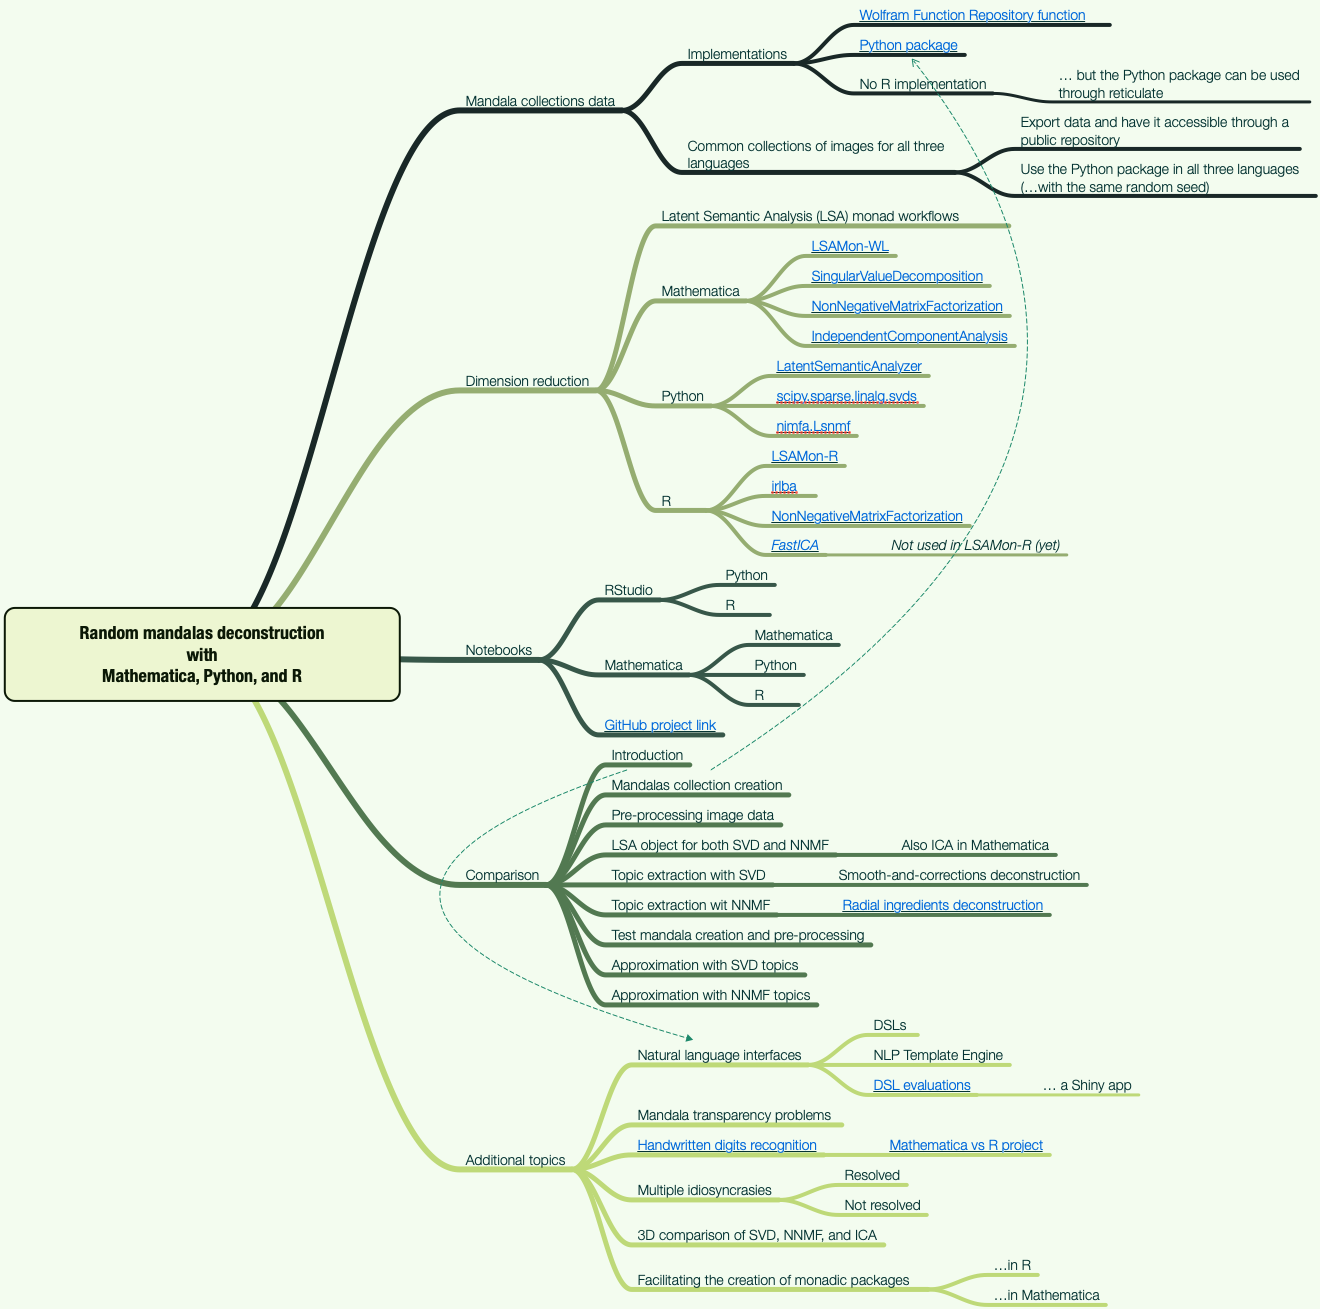 Random mandalas deconstruction
with
Mathematica, Python, and R
Mandala collections data
Implementations
Wolfram Function Repository function
Python package
No R implementation
… but the Python package can be used
through reticulate
Common collections of images for all three
languages
Export data and have it accessible through a
public repository
Use the Python package in all three languages
(…with the same random seed)
Dimension reduction
Latent Semantic Analysis (LSA) monad workflows
Mathematica
LSAMon-WL
SingularValueDecomposition
NonNegativeMatrixFactorization
IndependentComponentAnalysis
Python
LatentSemanticAnalyzer
scipy.sparse.linalg.svds
nimfa.Lsnmf
R
LSAMon-R
irlba
NonNegativeMatrixFactorization
FastICA
Not used in LSAMon-R (yet)
Notebooks
RStudio
Python
R
Mathematica
Mathematica
Python
R
GitHub project link
Comparison
Introduction
Mandalas collection creation
Pre-processing image data
LSA object for both SVD and NNMF
Also ICA in Mathematica
Topic extraction with SVD
Smooth-and-corrections deconstruction
Topic extraction wit NNMF
Radial ingredients deconstruction
Test mandala creation and pre-processing
Approximation with SVD topics
Approximation with NNMF topics
Additional topics
Natural language interfaces
DSLs
NLP Template Engine
DSL evaluations
… a Shiny app
Mandala transparency problems
Handwritten digits recognition
Mathematica vs R project
Multiple idiosyncrasies
Resolved
Not resolved
3D comparison of SVD, NNMF, and ICA
Facilitating the creation of monadic packages
…in R
…in Mathematica